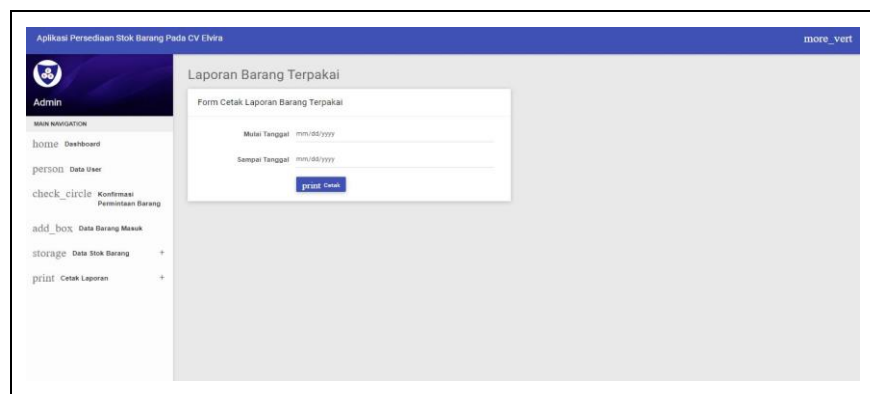 Aplikasi Persediaan Stok Barang Pada CV Elvira
more_vert
Admin
MAIN NAVIGATION
home Dashboard
person Data User
check_circle Konfirmasi
Permintaan Barang
add_box Data Barang Masuk
storage Data Stok Barang +
print Cetak Laporan +
Laporan Barang Terpakai
Form Cetak Laporan Barang Terpakai
Mulai Tanggal mm/dd/yyyy
Sampai Tanggal mm/dd/yyyy
print Cetak